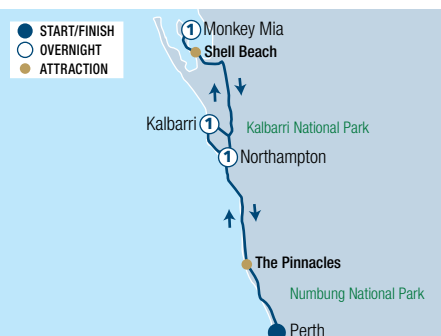 START/FINISH
1 OVERNIGHT
ATTRACTION
1 Monkey Mia
Shell Beach
Kalbarri 1
Kalbarri National Park
1 Northampton
The Pinnacles
Numbung National Park
Perth